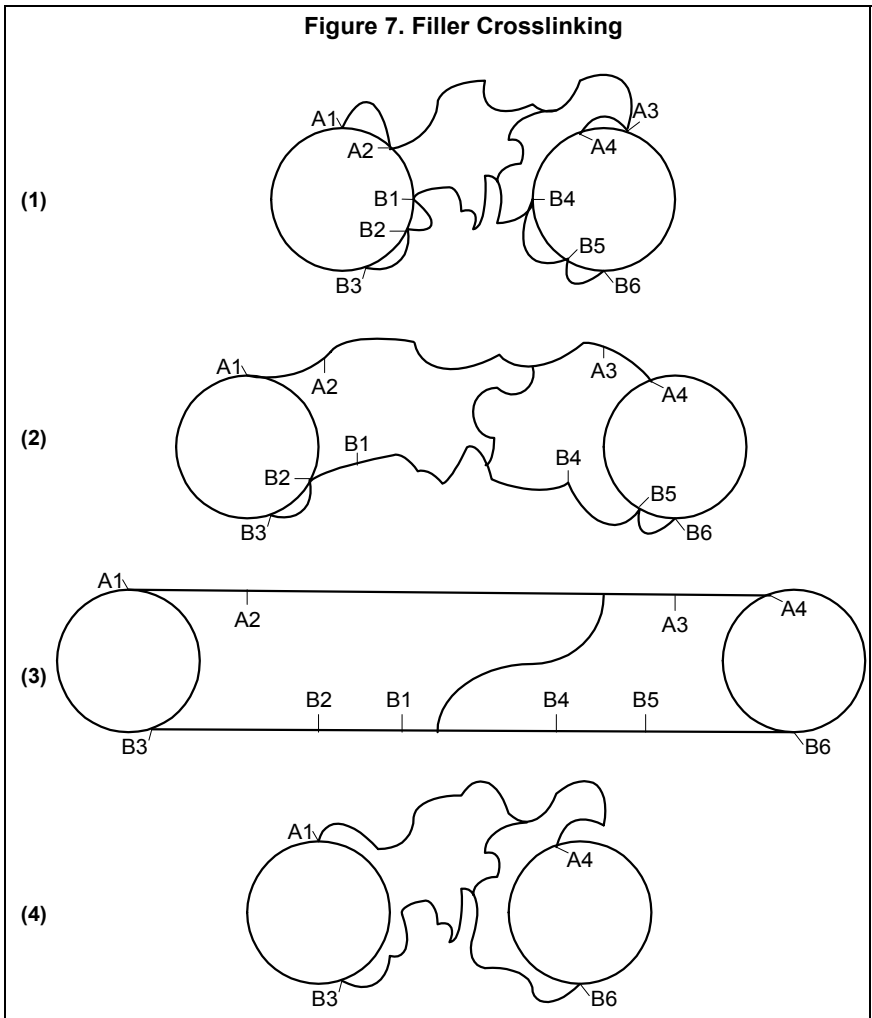 Figure 7. Filler Crosslinking
A1
A3
A2
A4
(1)
B1
B4
B2
B5
B3
B6
A1
A2
A3
A4
(2)
B1
B4
B2
B5
B3
B6
A1
A2
A3
A4
(3)
B2 B1 B4 B5
B3
B6
A1
A4
(4)
B3
B6